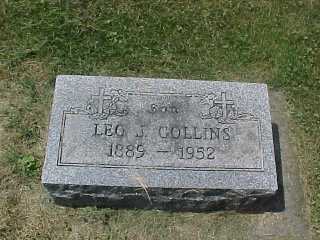 SON
LEO J. COLLINS
1889 — 1952